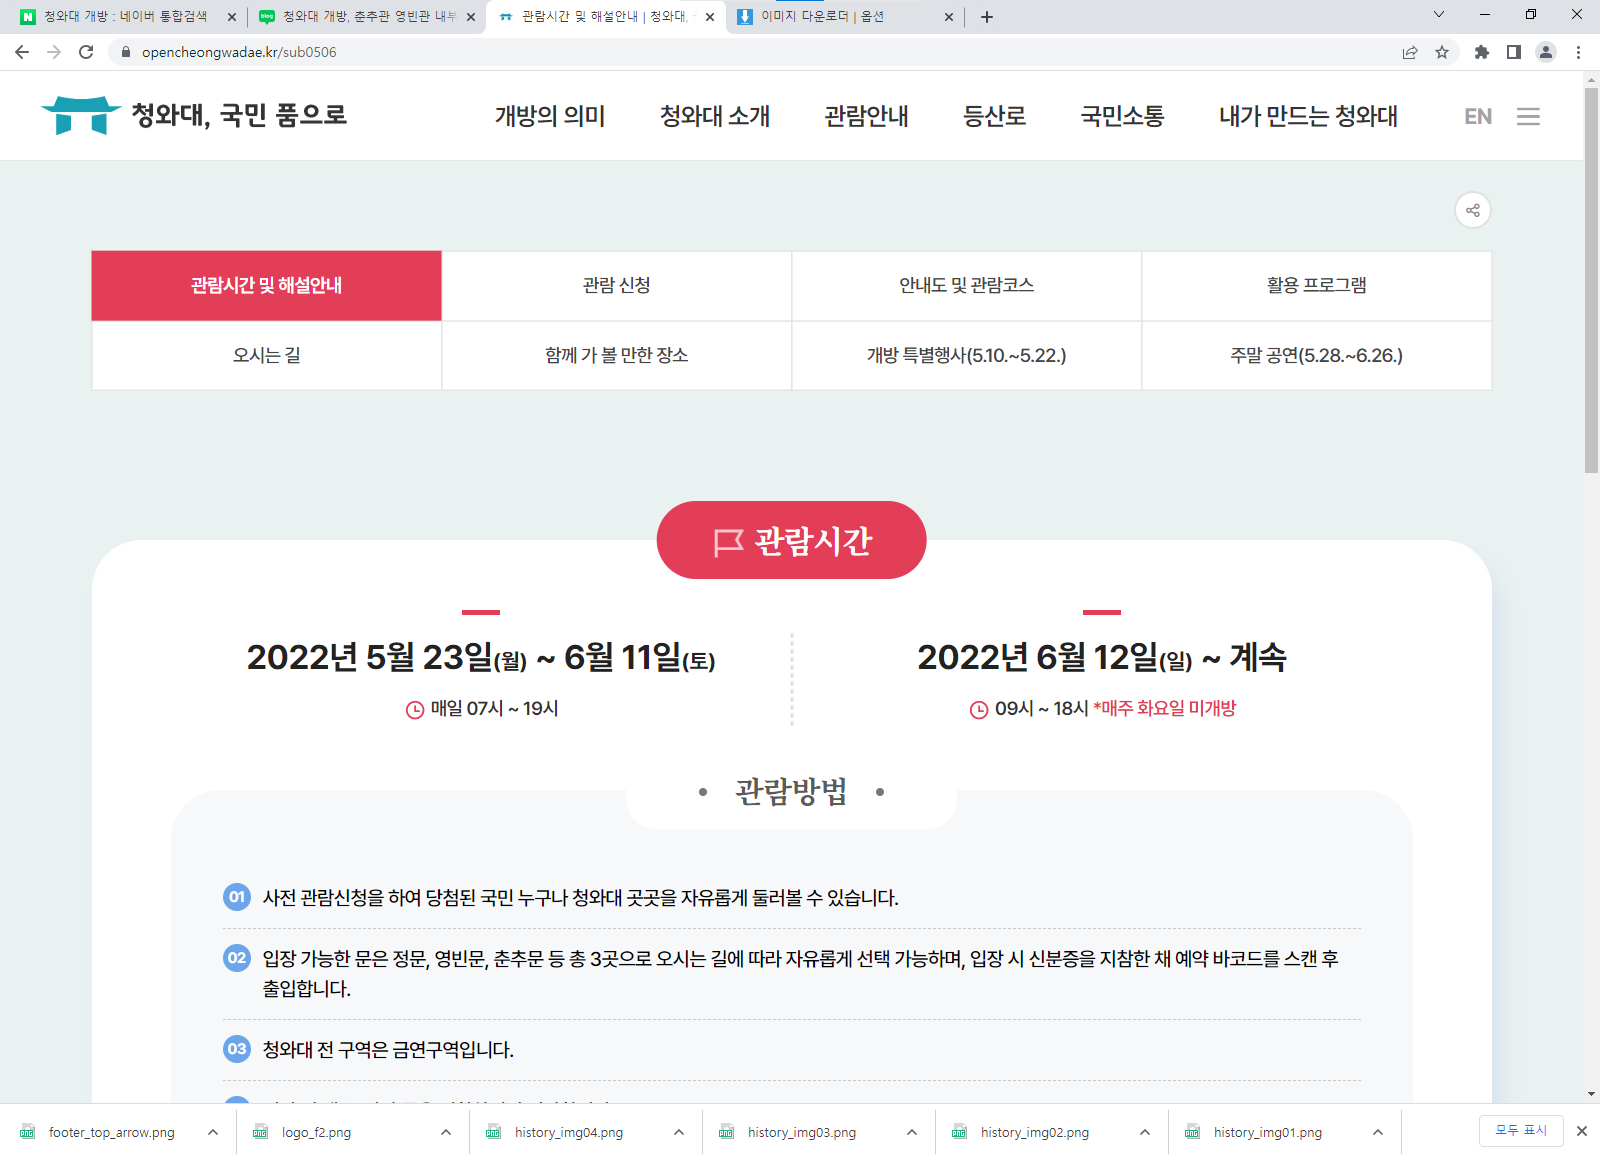 청와대 개방 : 네이버 통합검색
청와대 개방, 춘추관 영빈관 내부
관람시간 및 해설안내 | 청와대,
이미지 다운로더 | 옵션
opencheongwadae.kr/sub0506
청와대, 국민 품으로
개방의 의미
청와대 소개
관람안내
등산로
국민소통
내가 만드는 청와대
EN
관람시간 및 해설안내
관람 신청
안내도 및 관람코스
활용 프로그램
오시는 길
함께 가 볼 만한 장소
개방 특별행사(5.10.~5.22.)
주말 공연(5.28.~6.26.)
관람시간
2022년 5월 23일(월) ~ 6월 11일(토)
매일 07시 ~ 19시
2022년 6월 12일(일) ~ 계속
09시 ~ 18시 *매주 화요일 미개방
• 관람방법 •
01 사전 관람신청을 하여 당첨된 국민 누구나 청와대 곳곳을 자유롭게 둘러볼 수 있습니다.
02 입장 가능한 문은 정문, 영빈문, 춘추문 등 총 3곳으로 오시는 길에 따라 자유롭게 선택 가능하며, 입장 시 신분증을 지참한 채 예약 바코드를 스캔 후
출입합니다.
03 청와대 전 구역은 금연구역입니다.
footer_top_arrow.png
logo_f2.png
history_img04.png
history_img03.png
history_img02.png
history_img01.png
모두 표시